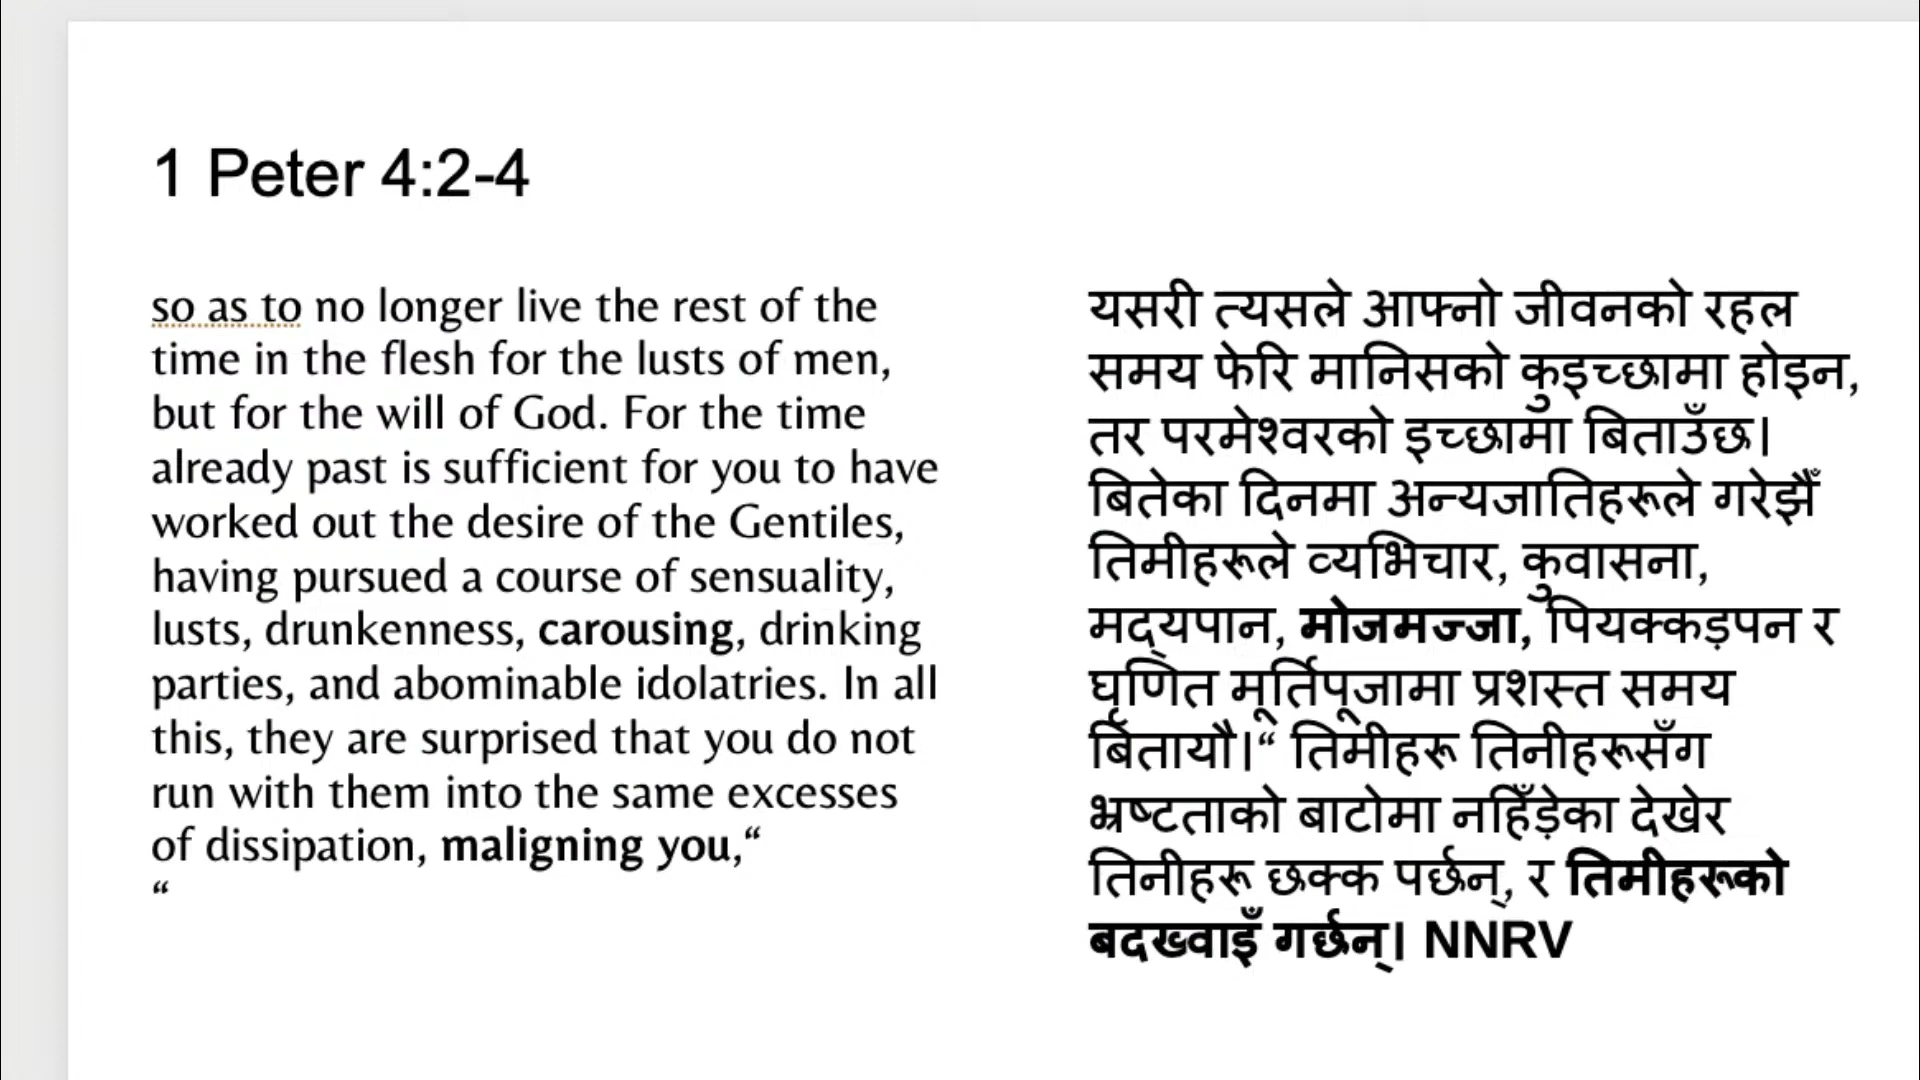 1 Peter 4:2-4
so as to no longer live the rest of the
time in the flesh for the lusts of men,
but for the will of God. For the time
already past is sufficient for you to have
worked out the desire of the Gentiles,
having pursued a course of sensuality,
lusts, drunkenness, carousing, drinking
parties, and abominable idolatries. In all
this, they are surprised that you do not
run with them into the same excesses
of dissipation, maligning you,“
“
यसरी त्यसले आफ्नो जीवनको रहल
समय फेरि मानिसको कुइच्छामा होइन,
तर परमेश्वरको इच्छामा बिताउँछ।
बितेका दिनमा अन्यजातिहरूले गरेझैँ
तिमीहरूले व्यभिचार, कुवासना,
मद्यपान, मोजमज्जा, पियक्कड़पन र
घृणित मूर्तिपूजामा प्रशस्त समय
बितायौ।“ तिमीहरू तिनीहरूसँग
भ्रष्टताको बाटोमा नहिँड़ेका देखेर
तिनीहरू छक्क पर्छन्, र तिमीहरूको
बदख्वाइँ गर्छन्। NNRV